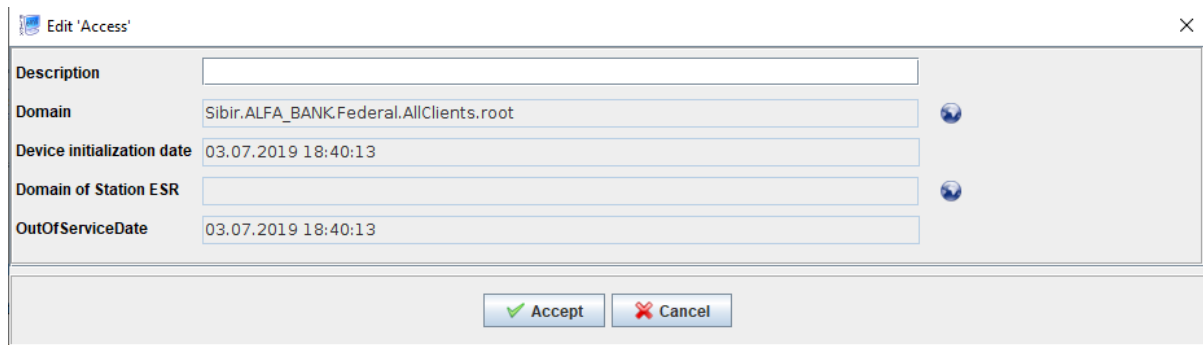 Edit 'Access'
Description
Domain Sibir.ALFA_BANK.Federal.AllClients.root
Device initialization date 03.07.2019 18:40:13
Domain of Station ESR
OutOfServiceDate 03.07.2019 18:40:13
Accept Cancel